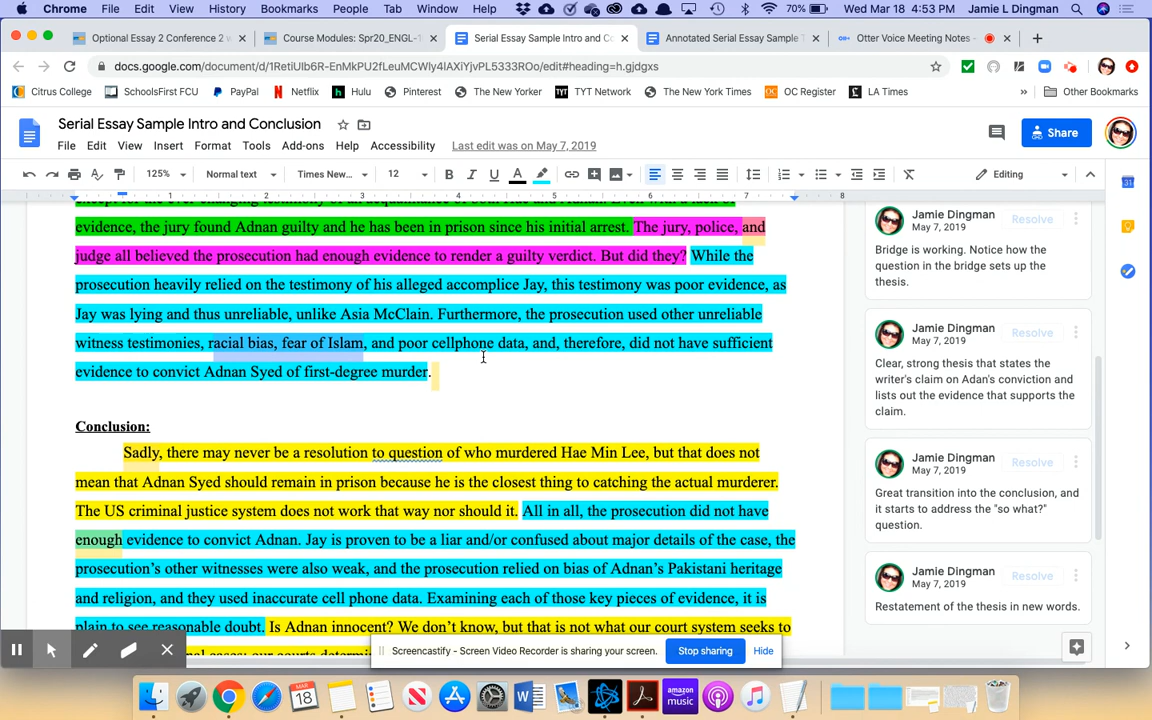 Chrome File Edit View History Bookmarks People Tab Window Help 70% Wed Mar 18 4:53 PM Jamie L Dingman
Optional Essay 2 Conference 2 w
Course Modules: Spr20_ENGL-1
Serial Essay Sample Intro and Co
Annotated Serial Essay Sample T
Otter Voice Meeting Notes -
docs.google.com/document/d/1RetiUIb6R-EnMkPU2fLeuMCWly4lAXiYjvPL5333ROo/edit#heading=h.gjdgxs
Citrus College SchoolsFirst FCU PayPal Netflix Hulu Pinterest The New Yorker TYT Network The New York Times OC Register LA Times » Other Bookmarks
Serial Essay Sample Intro and Conclusion
Share
File Edit View Insert Format Tools Add-ons Help Accessibility Last edit was on May 7, 2019
125% Normal text Times New... 12 B I U A Editing
1 2 3 4 5 6 7 8
evidence, the jury found Adnan guilty and he has been in prison since his initial arrest. The jury, police, and
judge all believed the prosecution had enough evidence to render a guilty verdict. But did they? While the
prosecution heavily relied on the testimony of his alleged accomplice Jay, this testimony was poor evidence, as
Jay was lying and thus unreliable, unlike Asia McClain. Furthermore, the prosecution used other unreliable
witness testimonies, racial bias, fear of Islam, and poor cellphone data, and, therefore, did not have sufficient
evidence to convict Adnan Syed of first-degree murder.
Conclusion:
Sadly, there may never be a resolution to question of who murdered Hae Min Lee, but that does not
mean that Adnan Syed should remain in prison because he is the closest thing to catching the actual murderer.
The US criminal justice system does not work that way nor should it. All in all, the prosecution did not have
enough evidence to convict Adnan. Jay is proven to be a liar and/or confused about major details of the case, the
prosecution's other witnesses were also weak, and the prosecution relied on bias of Adnan's Pakistani heritage
and religion, and they used inaccurate cell phone data. Examining each of those key pieces of evidence, it is
plain to see reasonable doubt. Is Adnan innocent? We don't know, but that is not what our court system seeks to
Jamie Dingman
May 7, 2019
Resolve
Bridge is working. Notice how the
question in the bridge sets up the
thesis.
Jamie Dingman
May 7, 2019
Resolve
Clear, strong thesis that states the
writer's claim on Adan's conviction and
lists out the evidence that supports the
claim.
Jamie Dingman
May 7, 2019
Resolve
Great transition into the conclusion, and
it starts to address the "so what?"
question.
Jamie Dingman
May 7, 2019
Resolve
Restatement of the thesis in new words.
Screencastify - Screen Video Recorder is sharing your screen. Stop sharing Hide
MAR
18
amazon
music